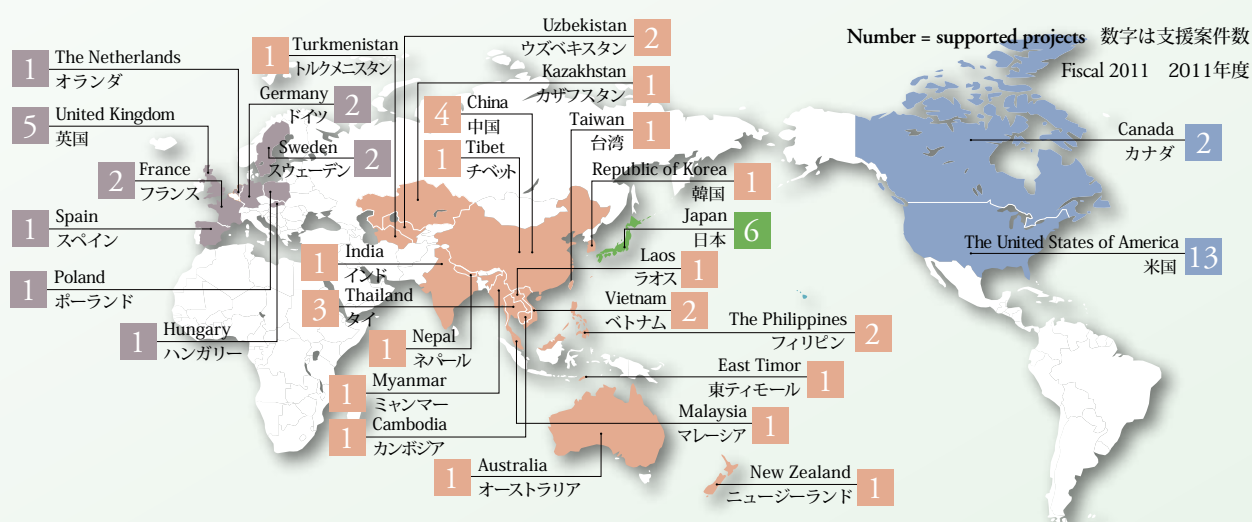 Number = supported projects 数字は支援案件数
Fiscal 2011 2011年度
1 The Netherlands
オランダ
5 United Kingdom
英国
Germany 2
ドイツ
Sweden 2
スウェーデン
2 France
フランス
1 Spain
スペイン
1 Poland
ポーランド
1 Hungary
ハンガリー
1 Turkmenistan
トルクメニスタン
Uzbekistan 2
ウズベキスタン
Kazakhstan 1
カザフスタン
4 China
中国
1 Tibet
チベット
Taiwan 1
台湾
Republic of Korea 1
韓国
Japan 6
日本
1 India
インド
Laos 1
ラオス
3 Thailand
タイ
Vietnam 2
ベトナム
1 Nepal
ネパール
The Philippines 2
フィリピン
1 Myanmar
ミャンマー
East Timor 1
東ティモール
1 Cambodia
カンボジア
Malaysia 1
マレーシア
1 Australia
オーストラリア
New Zealand 1
ニュージーランド
Canada 2
カナダ
The United States of America 13
米国